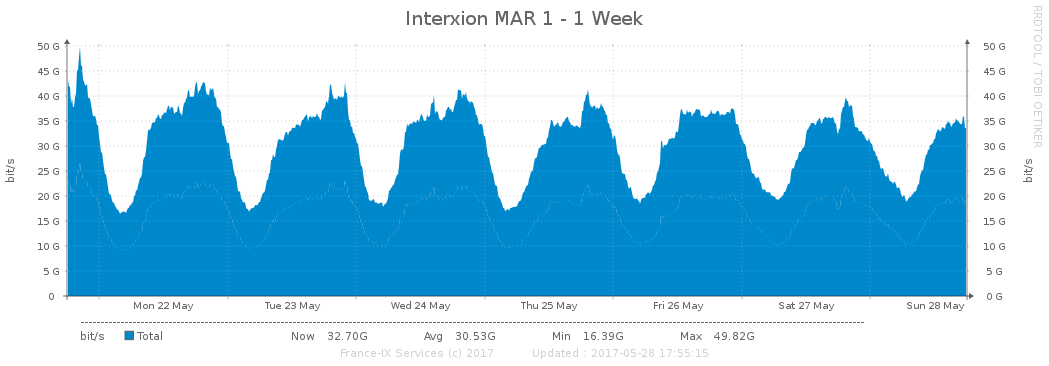 Interxion MAR 1 - 1 Week
RRDTOOL / TOBI OETIKER
bit/s
50 G 50 G
45 G 45 G
40 G 40 G
35 G 35 G
30 G 30 G
25 G 25 G
20 G 20 G
15 G 15 G
10 G 10 G
5 G 5 G
0 0 G
bit/s
Mon 22 May Tue 23 May Wed 24 May Thu 25 May Fri 26 May Sat 27 May Sun 28 May
bit/s Total Now 32.70G Avg 30.53G Min 16.39G Max 49.82G
France-IX Services (c) 2017 Updated : 2017-05-28 17:55:15